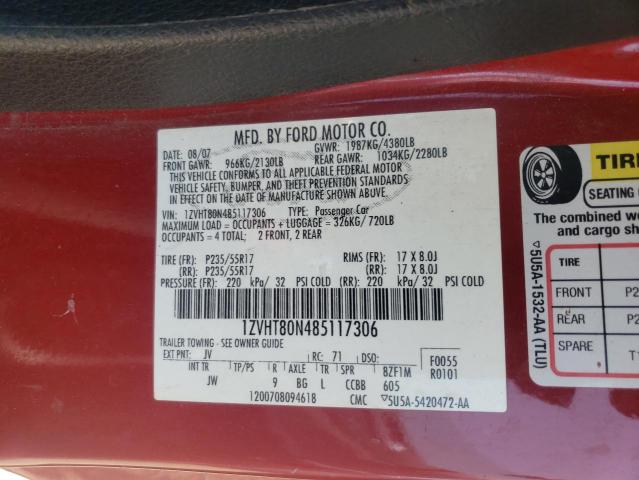 MFD. BY FORD MOTOR CO.
DATE: 08/07 GVWR: 1987KG/4380LB
FRONT GAWR: 966KG/2130LB REAR GAWR: 1034KG/2280LB
THIS VEHICLE CONFORMS TO ALL APPLICABLE FEDERAL MOTOR
VEHICLE SAFETY, BUMPER, AND THEFT PREVENTION STANDARDS
IN EFFECT ON THE DATE OF MANUFACTURE SHOWN ABOVE.
VIN: 1ZVHT80N485117306 TYPE: Passenger Car
MAXIMUM LOAD = OCCUPANTS + LUGGAGE = 326KG/720LB
OCCUPANTS = 4 TOTAL; 2 FRONT, 2 REAR
TIRE (FR): P235/55R17 RIMS (FR): 17 X 8.0J
(RR): P235/55R17 (RR): 17 X 8.0J
PRESSURE (FR): 220 kPa/ 32 PSI COLD (RR): 220 kPa/ 32 PSI COLD
1ZVHT80N485117306
TRAILER TOWING - SEE OWNER GUIDE
EXT PNT: JV RC: 71 DSO: F0055
INT TR TP/PS R AXLE TR SPR 8ZF1M R0101
JW 9 BG L CCBB 605
1200708094618 CMC ▽5U5A-5420472-AA
TIRE
SEATING
The combined
and cargo
TIRE
FRONT
REAR
SPARE
▽5U5A-1532-AA (TLU)